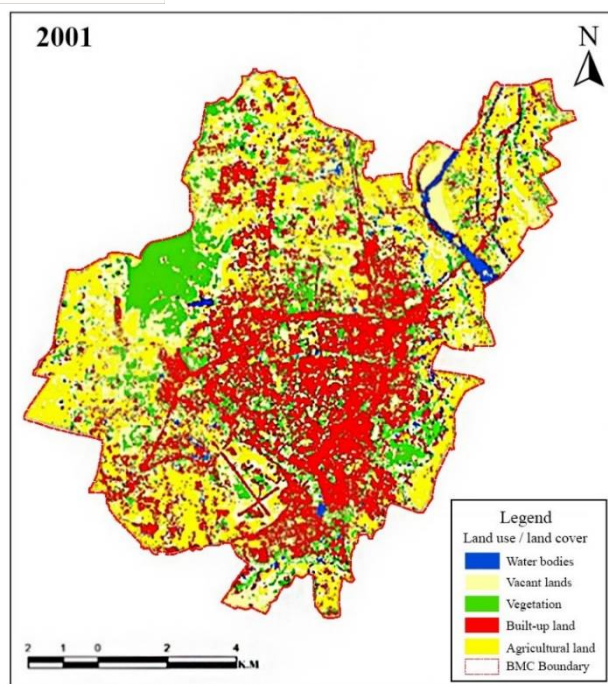 2001
N
Legend
Land use / land cover
Water bodies
Vacant lands
Vegetation
Built-up land
Agricultural land
BMC Boundary
2 1 0 2 4
K.M